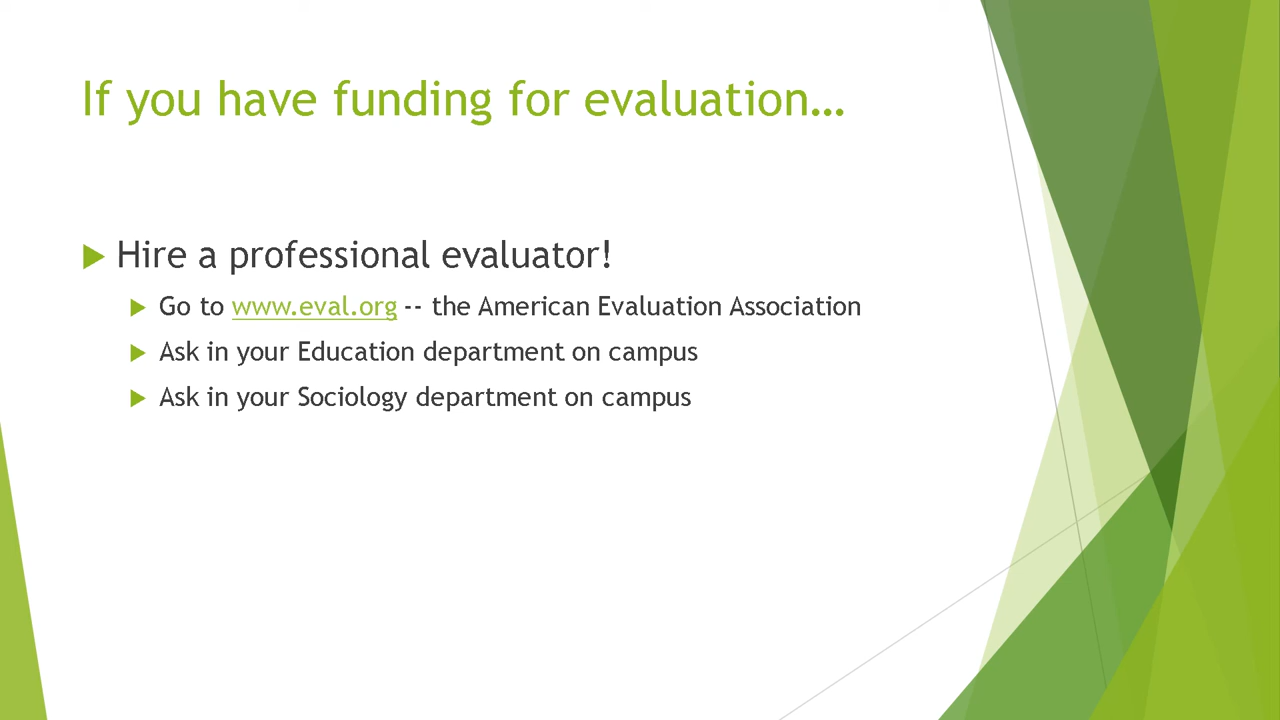 If you have funding for evaluation…
Hire a professional evaluator!
Go to www.eval.org -- the American Evaluation Association
Ask in your Education department on campus
Ask in your Sociology department on campus